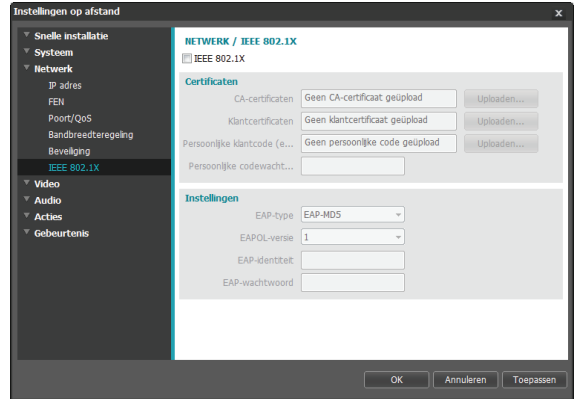 Instellingen op afstand
x
Snelle installatie
Systeem
Netwerk
IP adres
FEN
Poort/QoS
Bandbreedteregeling
Beveiliging
IEEE 802.1X
Video
Audio
Acties
Gebeurtenis
NETWERK / IEEE 802.1X
IEEE 802.1X
Certificaten
CA-certificaten Geen CA-certificaat geüpload Uploaden...
Klantcertificaten Geen klantcertificaat geüpload Uploaden...
Persoonlijke klantcode (e... Geen persoonlijke code geüpload Uploaden...
Persoonlijke codewacht...
Instellingen
EAP-type EAP-MD5
EAPOL-versie 1
EAP-identiteit
EAP-wachtwoord
OK Annuleren Toepassen